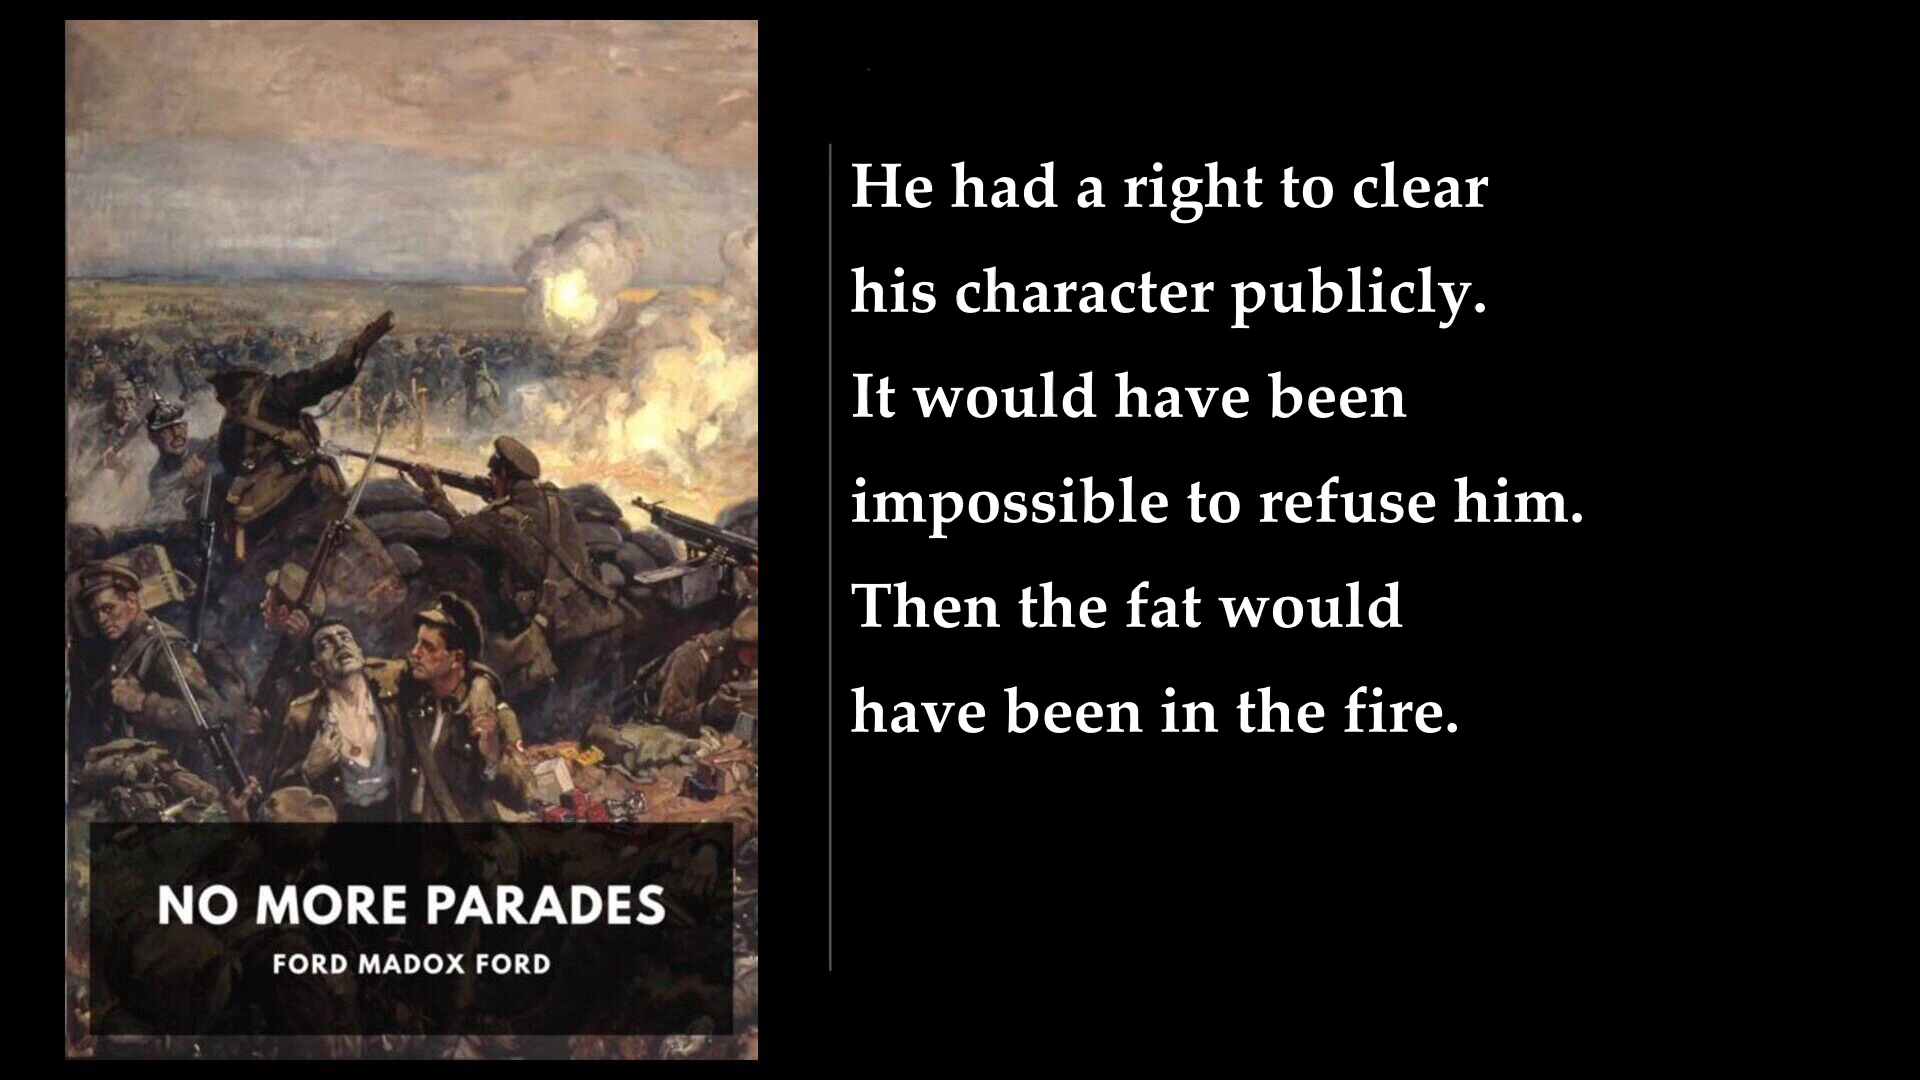 He had a right to clear
his character publicly.
It would have been
impossible to refuse him.
Then the fat would
have been in the fire.
NO MORE PARADES
FORD MADOX FORD